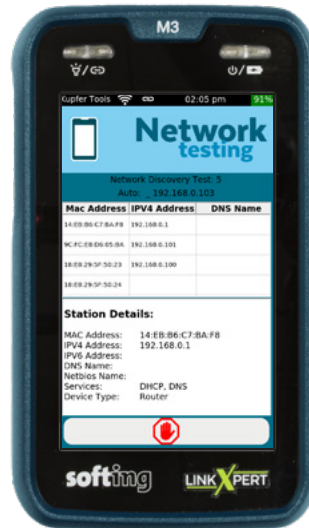 M3
Kupfer Tools 02:05 pm 91%
Network
testing
Network Discovery Test: 5
Auto: _ 192.168.0.103
Mac Address IPV4 Address DNS Name
14:EB:B6:C7:BA:F8 192.168.0.1
9C:FC:E8:D6:65:BA 192.168.0.101
18:E8:29:5F:50:23 192.168.0.100
18:E8:29:5F:50:24
Station Details:
MAC Address: 14:EB:B6:C7:BA:F8
IPV4 Address: 192.168.0.1
IPV6 Address:
DNS Name:
Netbios Name:
Services: DHCP, DNS
Device Type: Router
softing LINKXPERT